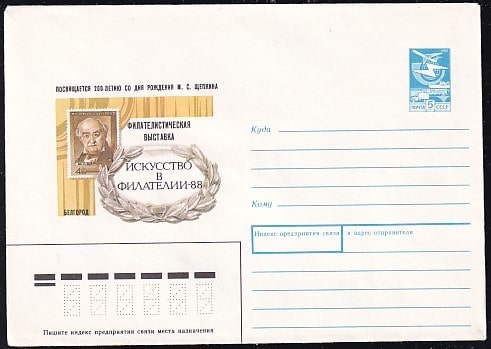 ПОСВЯЩАЕТСЯ 200-ЛЕТИЮ СО ДНЯ РОЖДЕНИЯ М. С. ЩЕПКИНА
ФИЛАТЕЛИСТИЧЕСКАЯ
ВЫСТАВКА
ИСКУССТВО
В
ФИЛАТЕЛИИ-88
БЕЛГОРОД
4
ПОЧТА 5 СССР
Куда
Кому
Индекс предприятия связи и адрес отправителя
Пишите индекс предприятия связи места назначения